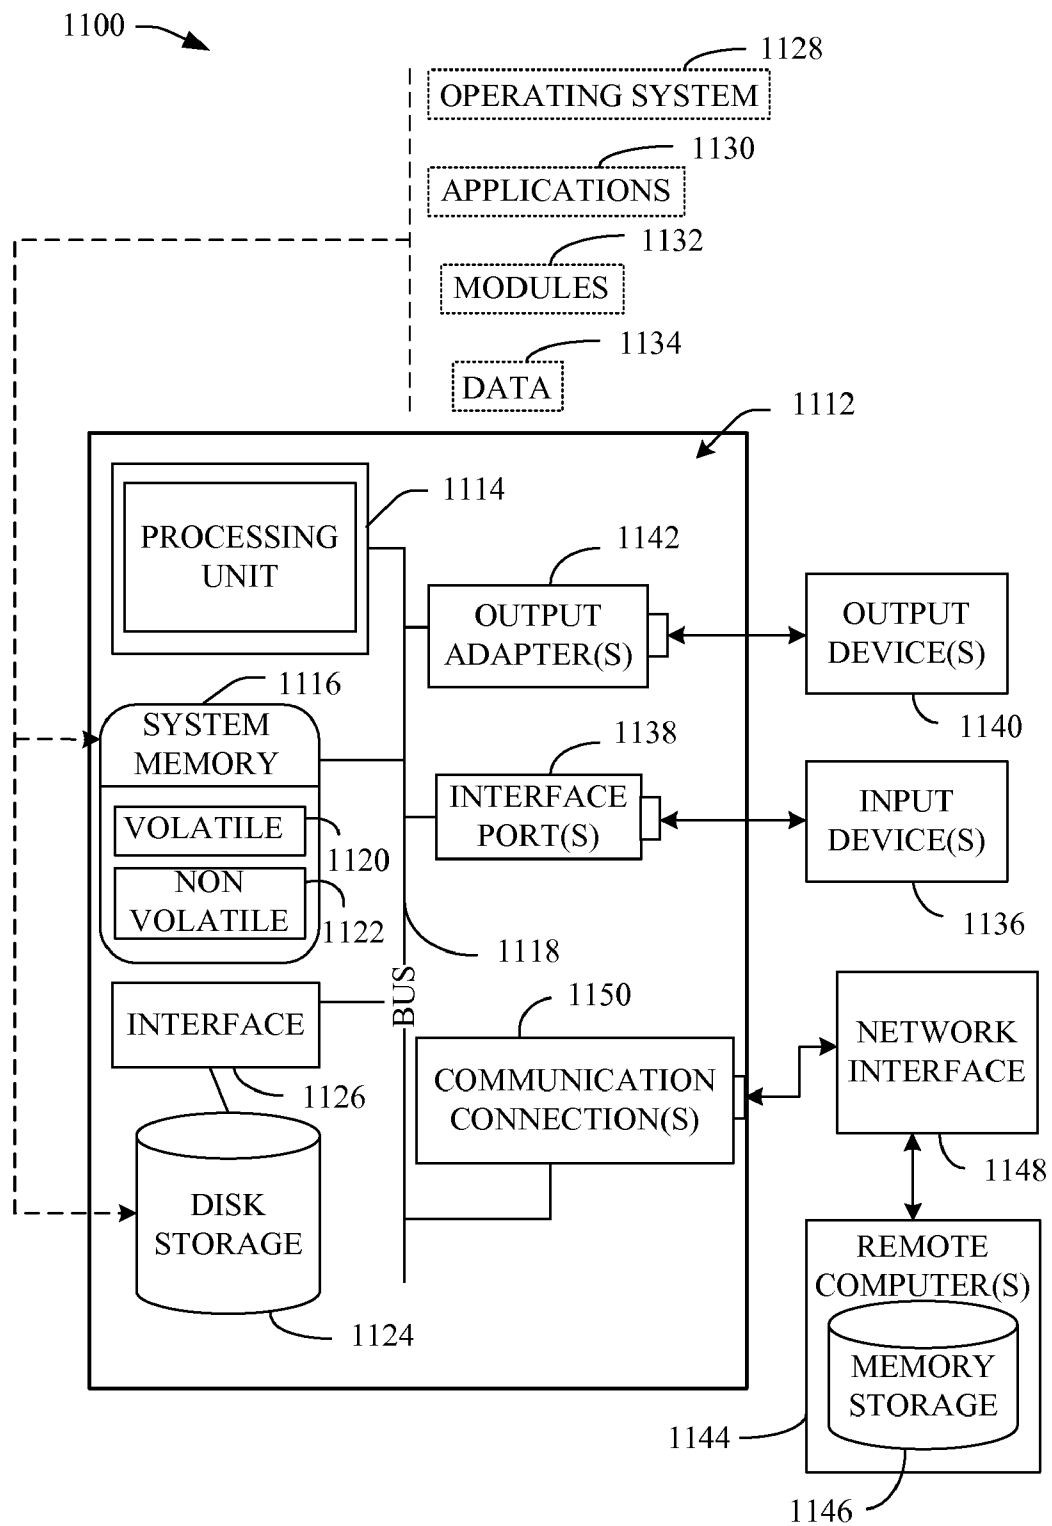 1100
1128
OPERATING SYSTEM
1130
APPLICATIONS
1132
MODULES
1134
DATA
1112
1114
PROCESSING
UNIT
1142
OUTPUT
ADAPTER(S)
OUTPUT
DEVICE(S)
1140
1116
SYSTEM
MEMORY
VOLATILE
1120
NON
VOLATILE
1122
1138
INTERFACE
PORT(S)
INPUT
DEVICE(S)
1136
1118
BUS
INTERFACE
1126
1150
COMMUNICATION
CONNECTION(S)
NETWORK
INTERFACE
1148
DISK
STORAGE
1124
REMOTE
COMPUTER(S)
MEMORY
STORAGE
1144
1146